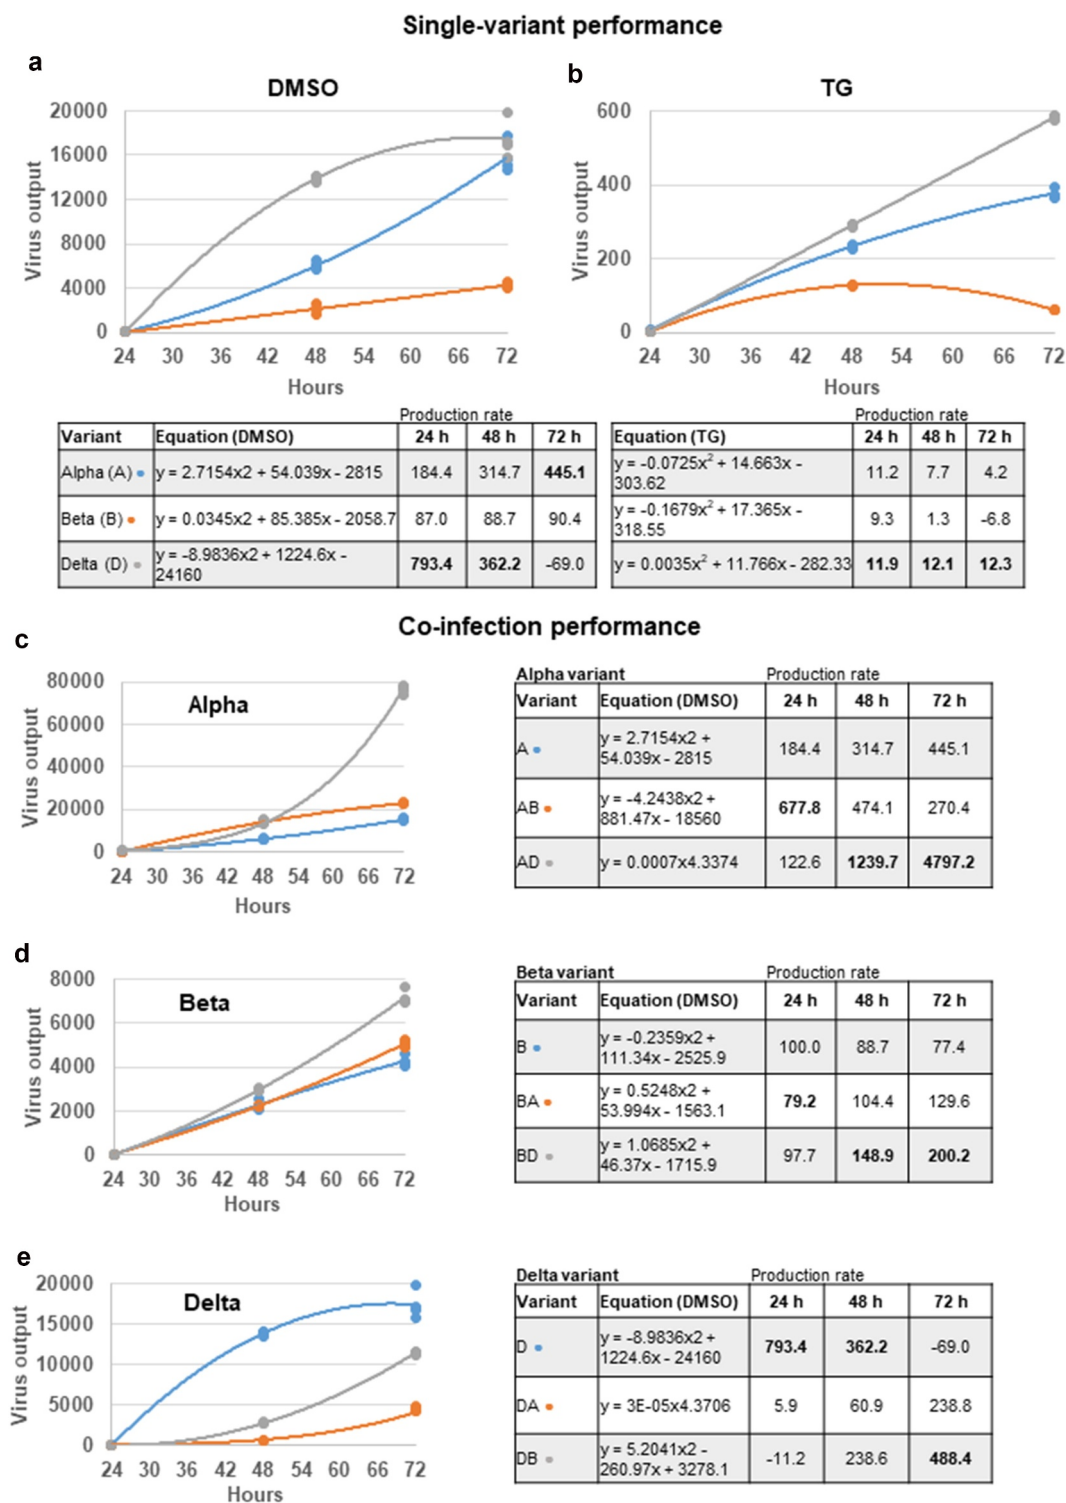 Single-variant performance
a
DMSO
20000
16000
12000
8000
4000
0
Virus output
24 30 36 42 48 54 60 66 72
Hours
b
TG
600
400
200
0
Virus output
24 30 36 42 48 54 60 66 72
Hours
Production rate
Variant Equation (DMSO) 24 h 48 h 72 h
Alpha (A) y = 2.7154x2 + 54.039x - 2815 184.4 314.7 445.1
Beta (B) y = 0.0345x2 + 85.385x - 2058.7 87.0 88.7 90.4
Delta (D) y = -8.9836x2 + 1224.6x -
24160 793.4 362.2 -69.0
Production rate
Equation (TG) 24 h 48 h 72 h
y = -0.0725x² + 14.663x -
303.62 11.2 7.7 4.2
y = -0.1679x² + 17.365x -
318.55 9.3 1.3 -6.8
y = 0.0035x² + 11.766x - 282.33 11.9 12.1 12.3
Co-infection performance
c
80000
60000
40000
20000
0
Virus output
Alpha
24 30 36 42 48 54 60 66 72
Hours
Alpha variant Production rate
Variant Equation (DMSO) 24 h 48 h 72 h
A y = 2.7154x2 +
54.039x - 2815 184.4 314.7 445.1
AB y = -4.2438x2 +
881.47x - 18560 677.8 474.1 270.4
AD y = 0.0007x4.3374 122.6 1239.7 4797.2
d
8000
6000
4000
2000
0
Virus output
Beta
24 30 36 42 48 54 60 66 72
Hours
Beta variant Production rate
Variant Equation (DMSO) 24 h 48 h 72 h
B y = -0.2359x2 +
111.34x - 2525.9 100.0 88.7 77.4
BA y = 0.5248x2 +
53.994x - 1563.1 79.2 104.4 129.6
BD y = 1.0685x2 +
46.37x - 1715.9 97.7 148.9 200.2
e
20000
15000
10000
5000
0
Virus output
Delta
24 30 36 42 48 54 60 66 72
Hours
Delta variant Production rate
Variant Equation (DMSO) 24 h 48 h 72 h
D y = -8.9836x2 +
1224.6x - 24160 793.4 362.2 -69.0
DA y = 3E-05x4.3706 5.9 60.9 238.8
DB y = 5.2041x2 -
260.97x + 3278.1 -11.2 238.6 488.4